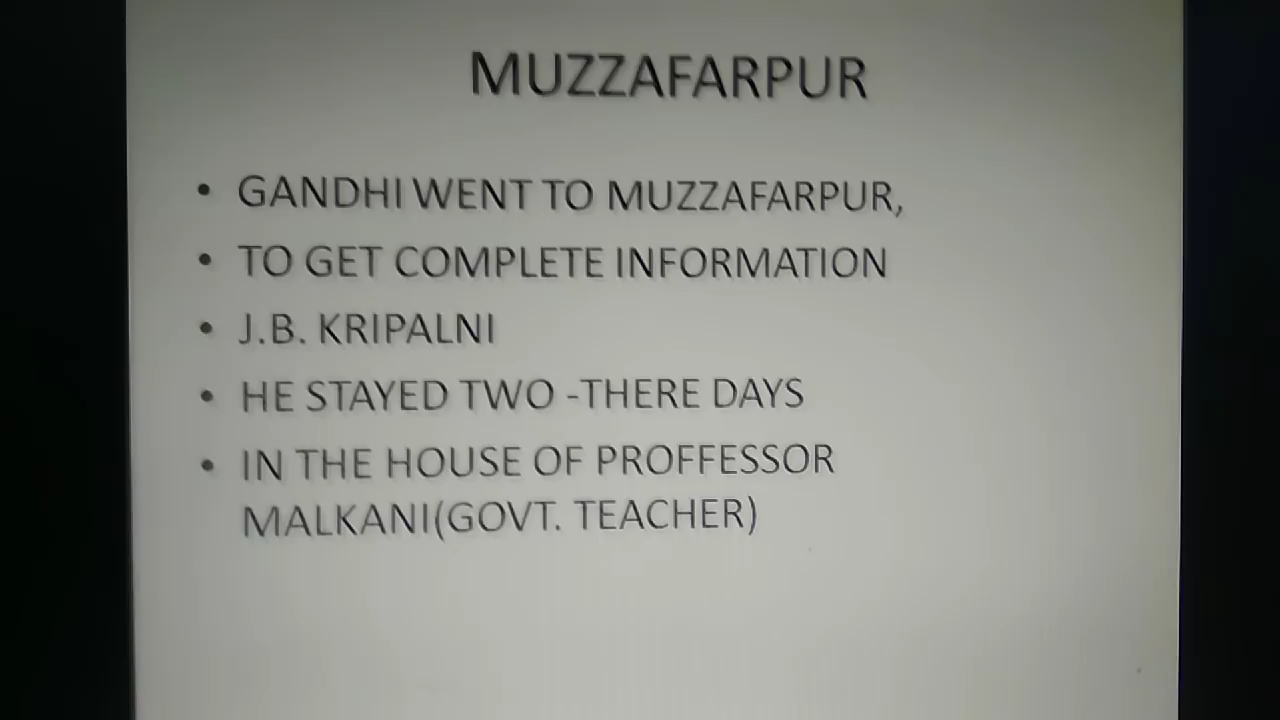 MUZZAFARPUR
• GANDHI WENT TO MUZZAFARPUR,
• TO GET COMPLETE INFORMATION
• J.B. KRIPALNI
• HE STAYED TWO -THERE DAYS
• IN THE HOUSE OF PROFFESSOR
MALKANI(GOVT. TEACHER)